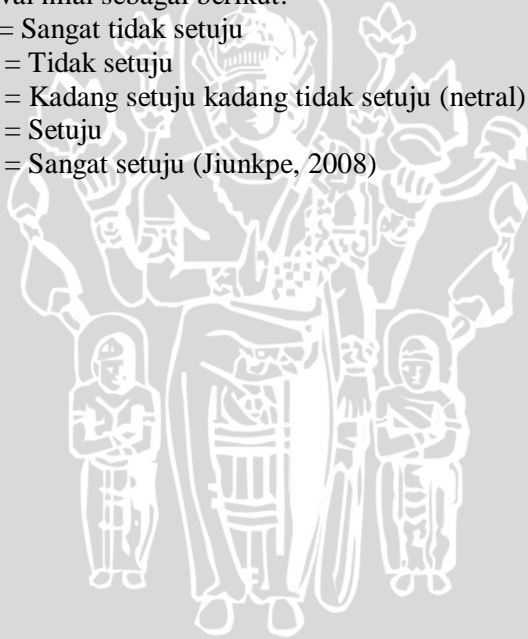 nilai sebagai berikut:
= Sangat tidak setuju
= Tidak setuju
= Kadang setuju kadang tidak setuju (netral)
= Setuju
= Sangat setuju (Jiunkpe, 2008)